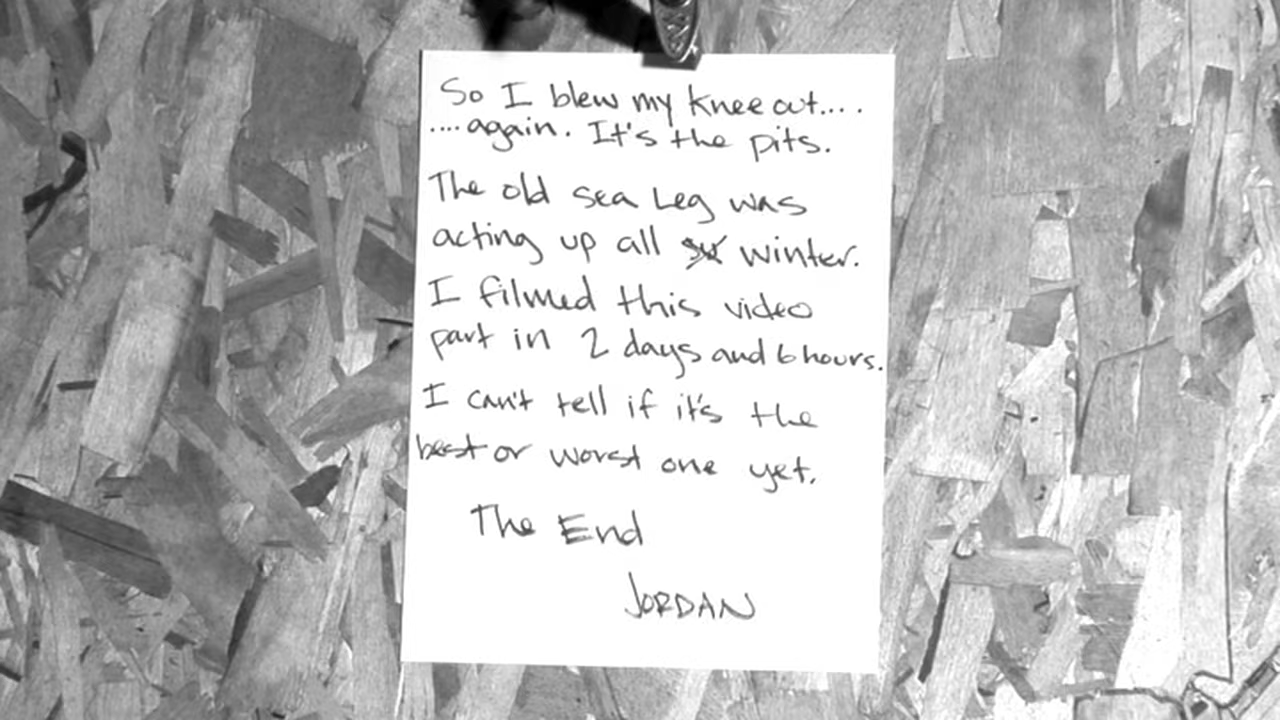 So I blew my knee out....
....again. It's the pits.
The old sea Leg was
acting up all winter.
I filmed this video
part in 2 days and 6 hours.
I can't tell if it's the
best or worst one yet.
The End
JORDAN